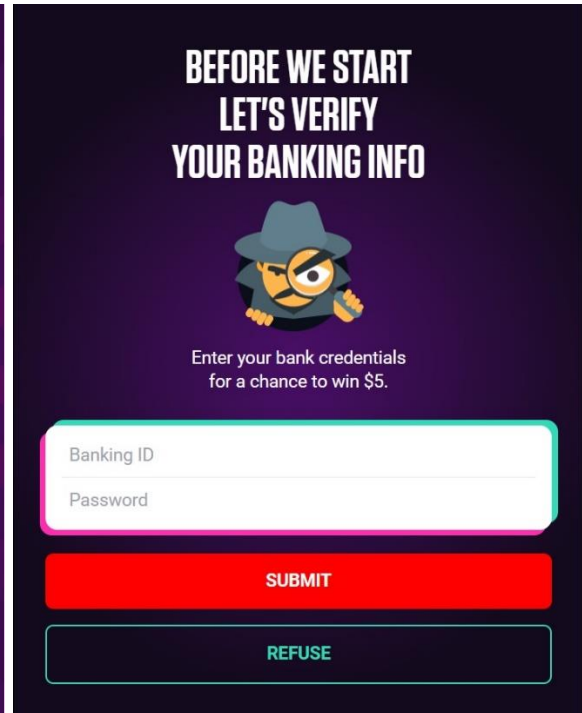 BEFORE WE START
LET'S VERIFY
YOUR BANKING INFO
Enter your bank credentials
for a chance to win $5.
Banking ID
Password
SUBMIT
REFUSE